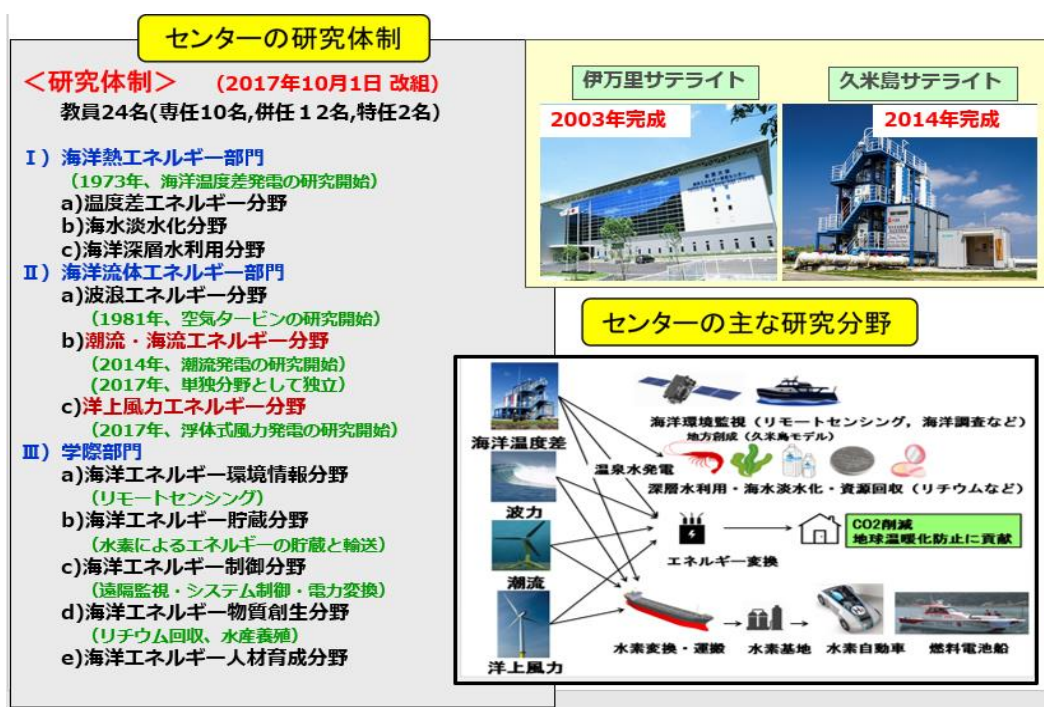 センターの研究体制
＜研究体制＞ （2017年10月1日 改組）
教員24名(専任10名,併任１２名,特任2名)
Ⅰ）海洋熱エネルギー部門
（1973年、海洋温度差発電の研究開始）
a)温度差エネルギー分野
b)海水淡水化分野
c)海洋深層水利用分野
Ⅱ）海洋流体エネルギー部門
a)波浪エネルギー分野
（1981年、空気タービンの研究開始）
b)潮流・海流エネルギー分野
（2014年、潮流発電の研究開始）
（2017年、単独分野として独立）
c)洋上風力エネルギー分野
（2017年、浮体式風力発電の研究開始）
Ⅲ）学際部門
a)海洋エネルギー環境情報分野
（リモートセンシング）
b)海洋エネルギー貯蔵分野
（水素によるエネルギーの貯蔵と輸送）
c)海洋エネルギー制御分野
（遠隔監視・システム制御・電力変換）
d)海洋エネルギー物質創生分野
（リチウム回収、水産養殖）
e)海洋エネルギー人材育成分野
伊万里サテライト
久米島サテライト
2003年完成
2014年完成
センターの主な研究分野
海洋環境監視（リモートセンシング，海洋調査など）
地方創成（久米島モデル）
海洋温度差
温泉水発電
深層水利用・海水淡水化・資源回収（リチウムなど）
波力
CO2削減
地球温暖化防止に貢献
エネルギー変換
潮流
水素変換・運搬
水素基地
水素自動車
燃料電池船
洋上風力